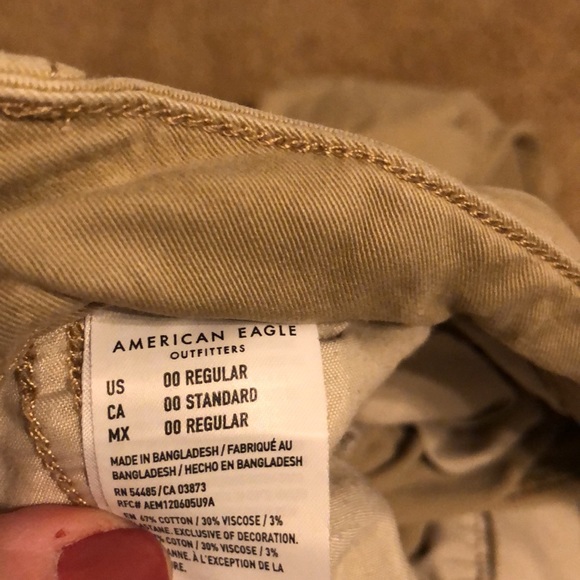 AMERICAN EAGLE
OUTFITTERS
US 00 REGULAR
CA 00 STANDARD
MX 00 REGULAR
MADE IN BANGLADESH / FABRIQUÉ AU
BANGLADESH / HECHO EN BANGLADESH
RN 54485/CA 03873
RFC# AEM120605U9A
67% COTTON / 30% VISCOSE / 3%
EXCLUSIVE OF DECORATION.
/ 30% VISCOSE / 3%
À L'EXCEPTION DE LA